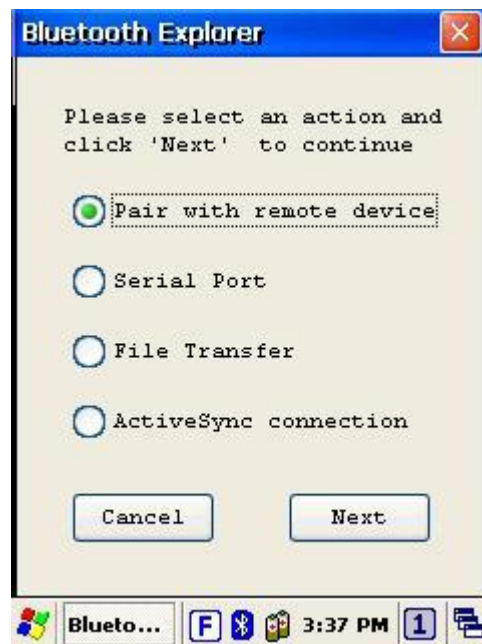 Bluetooth Explorer
Please select an action and
click 'Next' to continue
Pair with remote device
Serial Port
File Transfer
ActiveSync connection
Cancel Next
Blueto... F 3:37 PM 1